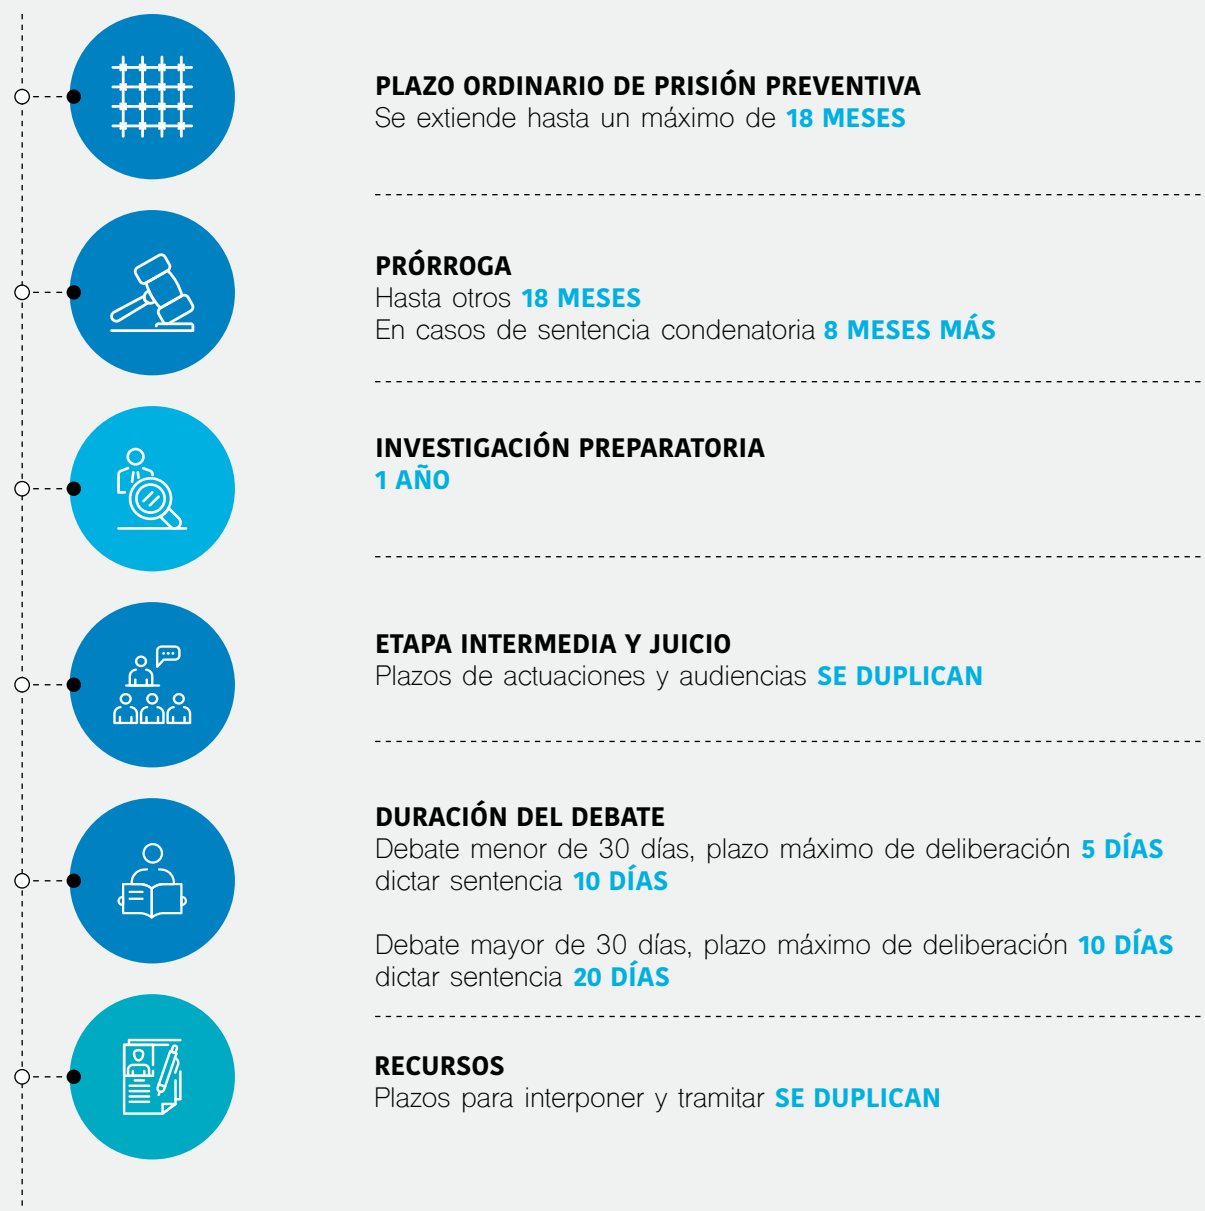 PLAZO ORDINARIO DE PRISIÓN PREVENTIVA
Se extiende hasta un máximo de 18 MESES
PRÓRROGA
Hasta otros 18 MESES
En casos de sentencia condenatoria 8 MESES MÁS
INVESTIGACIÓN PREPARATORIA
1 AÑO
ETAPA INTERMEDIA Y JUICIO
Plazos de actuaciones y audiencias SE DUPLICAN
DURACIÓN DEL DEBATE
Debate menor de 30 días, plazo máximo de deliberación 5 DÍAS
dictar sentencia 10 DÍAS
Debate mayor de 30 días, plazo máximo de deliberación 10 DÍAS
dictar sentencia 20 DÍAS
RECURSOS
Plazos para interponer y tramitar SE DUPLICAN